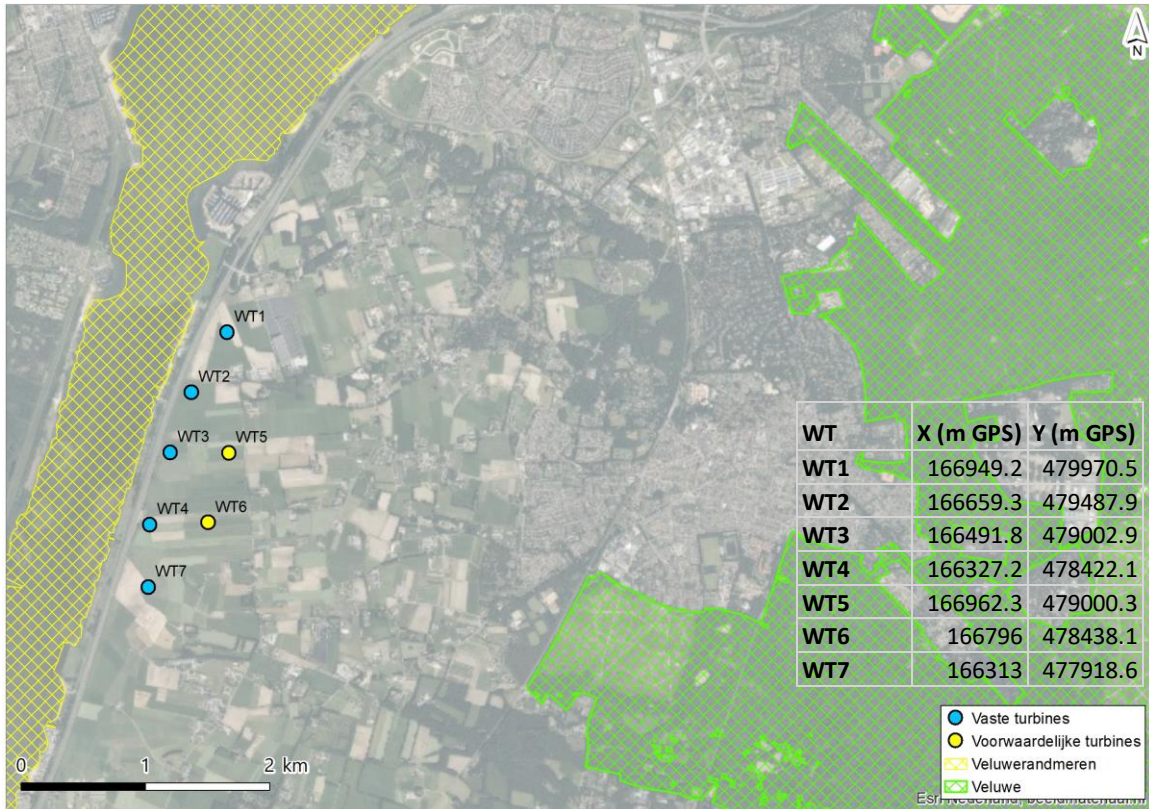 N
WT1
WT2
WT3
WT5
WT4
WT6
WT7
WT X (m GPS) Y (m GPS)
WT1 166949.2 479970.5
WT2 166659.3 479487.9
WT3 166491.8 479002.9
WT4 166327.2 478422.1
WT5 166962.3 479000.3
WT6 166796 478438.1
WT7 166313 477918.6
Vaste turbines
Voorwaardelijke turbines
Veluwerandmeren
Veluwe
0 1 2 km
Esri Nederland,